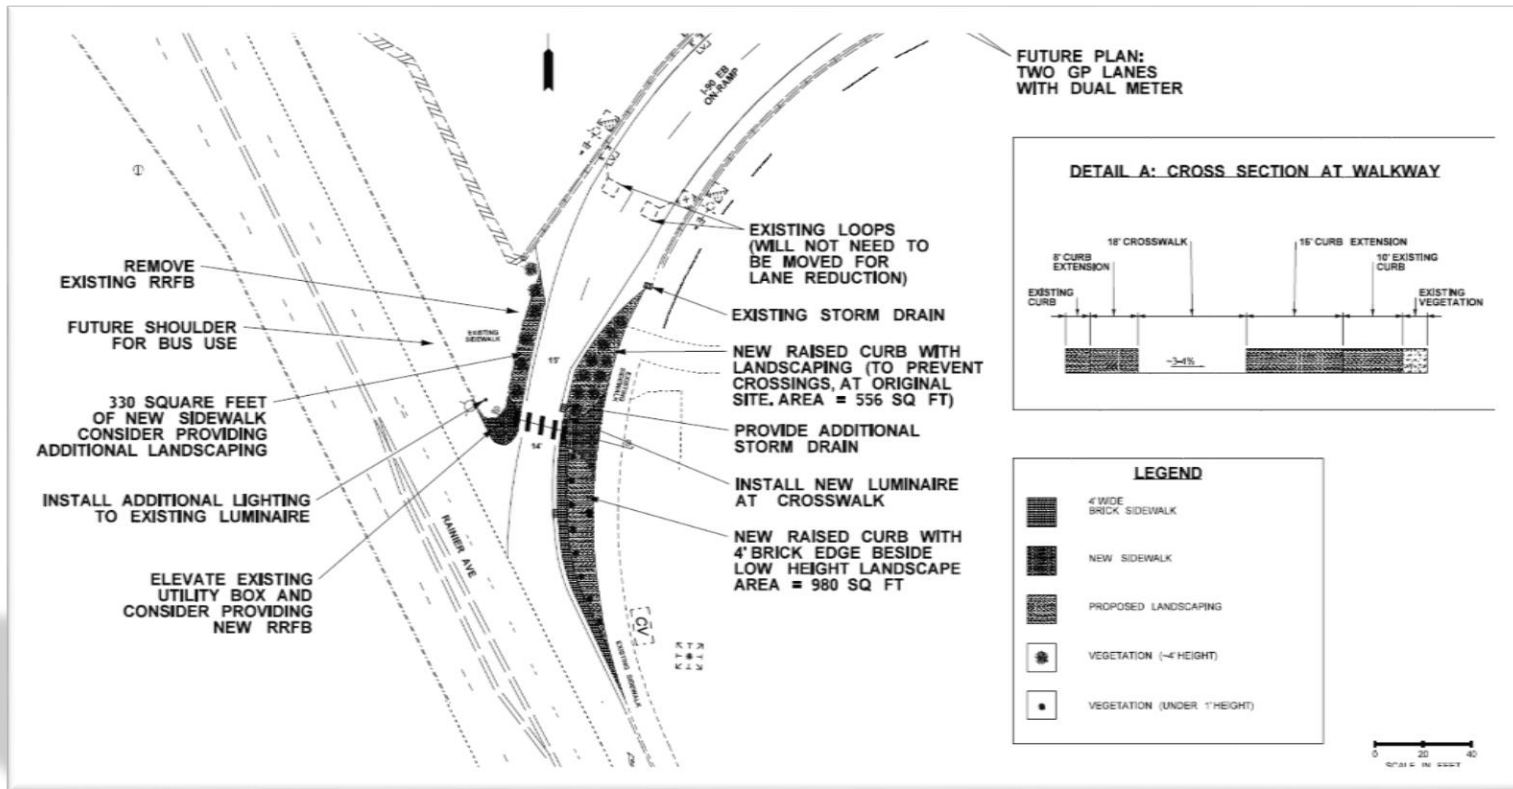 FUTURE PLAN:
TWO GP LANES
WITH DUAL METER
I-90 EB
ON-RAMP
REMOVE
EXISTING RRFB
FUTURE SHOULDER
FOR BUS USE
330 SQUARE FEET
OF NEW SIDEWALK
CONSIDER PROVIDING
ADDITIONAL LANDSCAPING
INSTALL ADDITIONAL LIGHTING
TO EXISTING LUMINAIRE
ELEVATE EXISTING
UTILITY BOX AND
CONSIDER PROVIDING
NEW RRFB
EXISTING
SIDEWALK
15'
14'
RAINIER AVE
EXISTING
SIDEWALK
EXISTING SIDEWALK
CV
EXISTING LOOPS
(WILL NOT NEED TO
BE MOVED FOR
LANE REDUCTION)
EXISTING STORM DRAIN
NEW RAISED CURB WITH
LANDSCAPING (TO PREVENT
CROSSINGS, AT ORIGINAL
SITE. AREA = 556 SQ FT)
PROVIDE ADDITIONAL
STORM DRAIN
INSTALL NEW LUMINAIRE
AT CROSSWALK
NEW RAISED CURB WITH
4' BRICK EDGE BESIDE
LOW HEIGHT LANDSCAPE
AREA = 980 SQ FT
DETAIL A: CROSS SECTION AT WALKWAY
EXISTING
CURB
8' CURB
EXTENSION
18' CROSSWALK
CURB EXTENSION
10' EXISTING
CURB
EXISTING
VEGETATION
~3-4%
LEGEND
4' WIDE
BRICK SIDEWALK
NEW SIDEWALK
PROPOSED LANDSCAPING
VEGETATION (~4' HEIGHT)
VEGETATION (UNDER 1' HEIGHT)
0 20 40
SCALE IN FEET